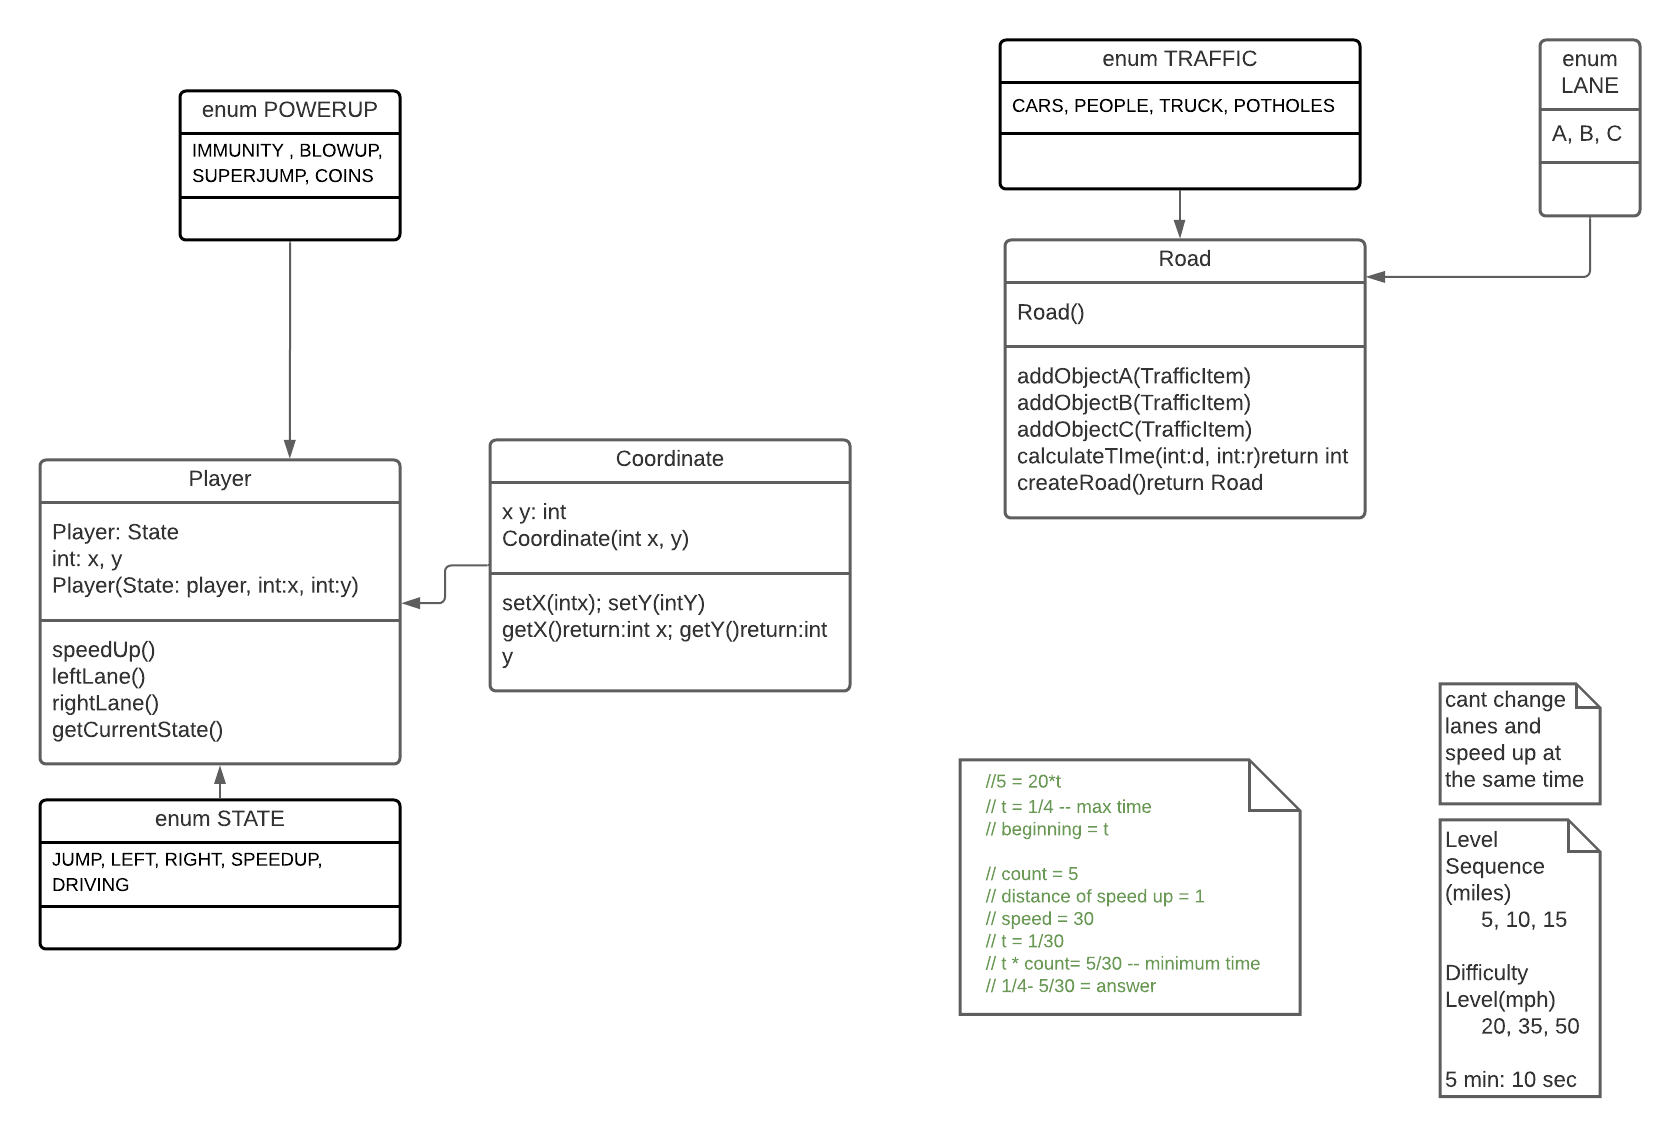 enum POWERUP
IMMUNITY , BLOWUP,
SUPERJUMP, COINS
enum TRAFFIC
CARS, PEOPLE, TRUCK, POTHOLES
enum
LANE
A, B, C
Road
Road()
addObjectA(TrafficItem)
addObjectB(TrafficItem)
addObjectC(TrafficItem)
calculateTIme(int:d, int:r)return int
createRoad()return Road
Player
Player: State
int: x, y
Player(State: player, int:x, int:y)
speedUp()
leftLane()
rightLane()
getCurrentState()
Coordinate
x y: int
Coordinate(int x, y)
setX(intx); setY(intY)
getX()return:int x; getY()return:int
y
enum STATE
JUMP, LEFT, RIGHT, SPEEDUP,
DRIVING
//5 = 20*t
// t = 1/4 -- max time
// beginning = t
// count = 5
// distance of speed up = 1
// speed = 30
// t = 1/30
// t * count= 5/30 -- minimum time
// 1/4- 5/30 = answer
cant change
lanes and
speed up at
the same time
Level
Sequence
(miles)
5, 10, 15
Difficulty
Level(mph)
20, 35, 50
5 min: 10 sec